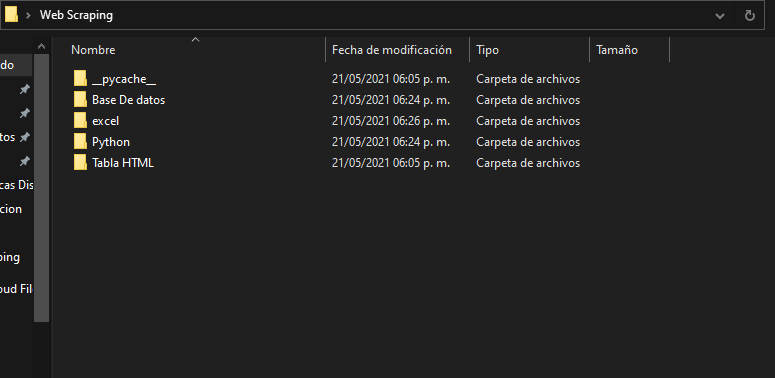 Web Scraping
Nombre Fecha de modificación Tipo Tamaño
__pycache__ 21/05/2021 06:05 p. m. Carpeta de archivos
Base De datos 21/05/2021 06:24 p. m. Carpeta de archivos
excel 21/05/2021 06:26 p. m. Carpeta de archivos
Python 21/05/2021 06:24 p. m. Carpeta de archivos
Tabla HTML 21/05/2021 06:05 p. m. Carpeta de archivos
do
tos
cas Dis
cion
ping
oud Fil